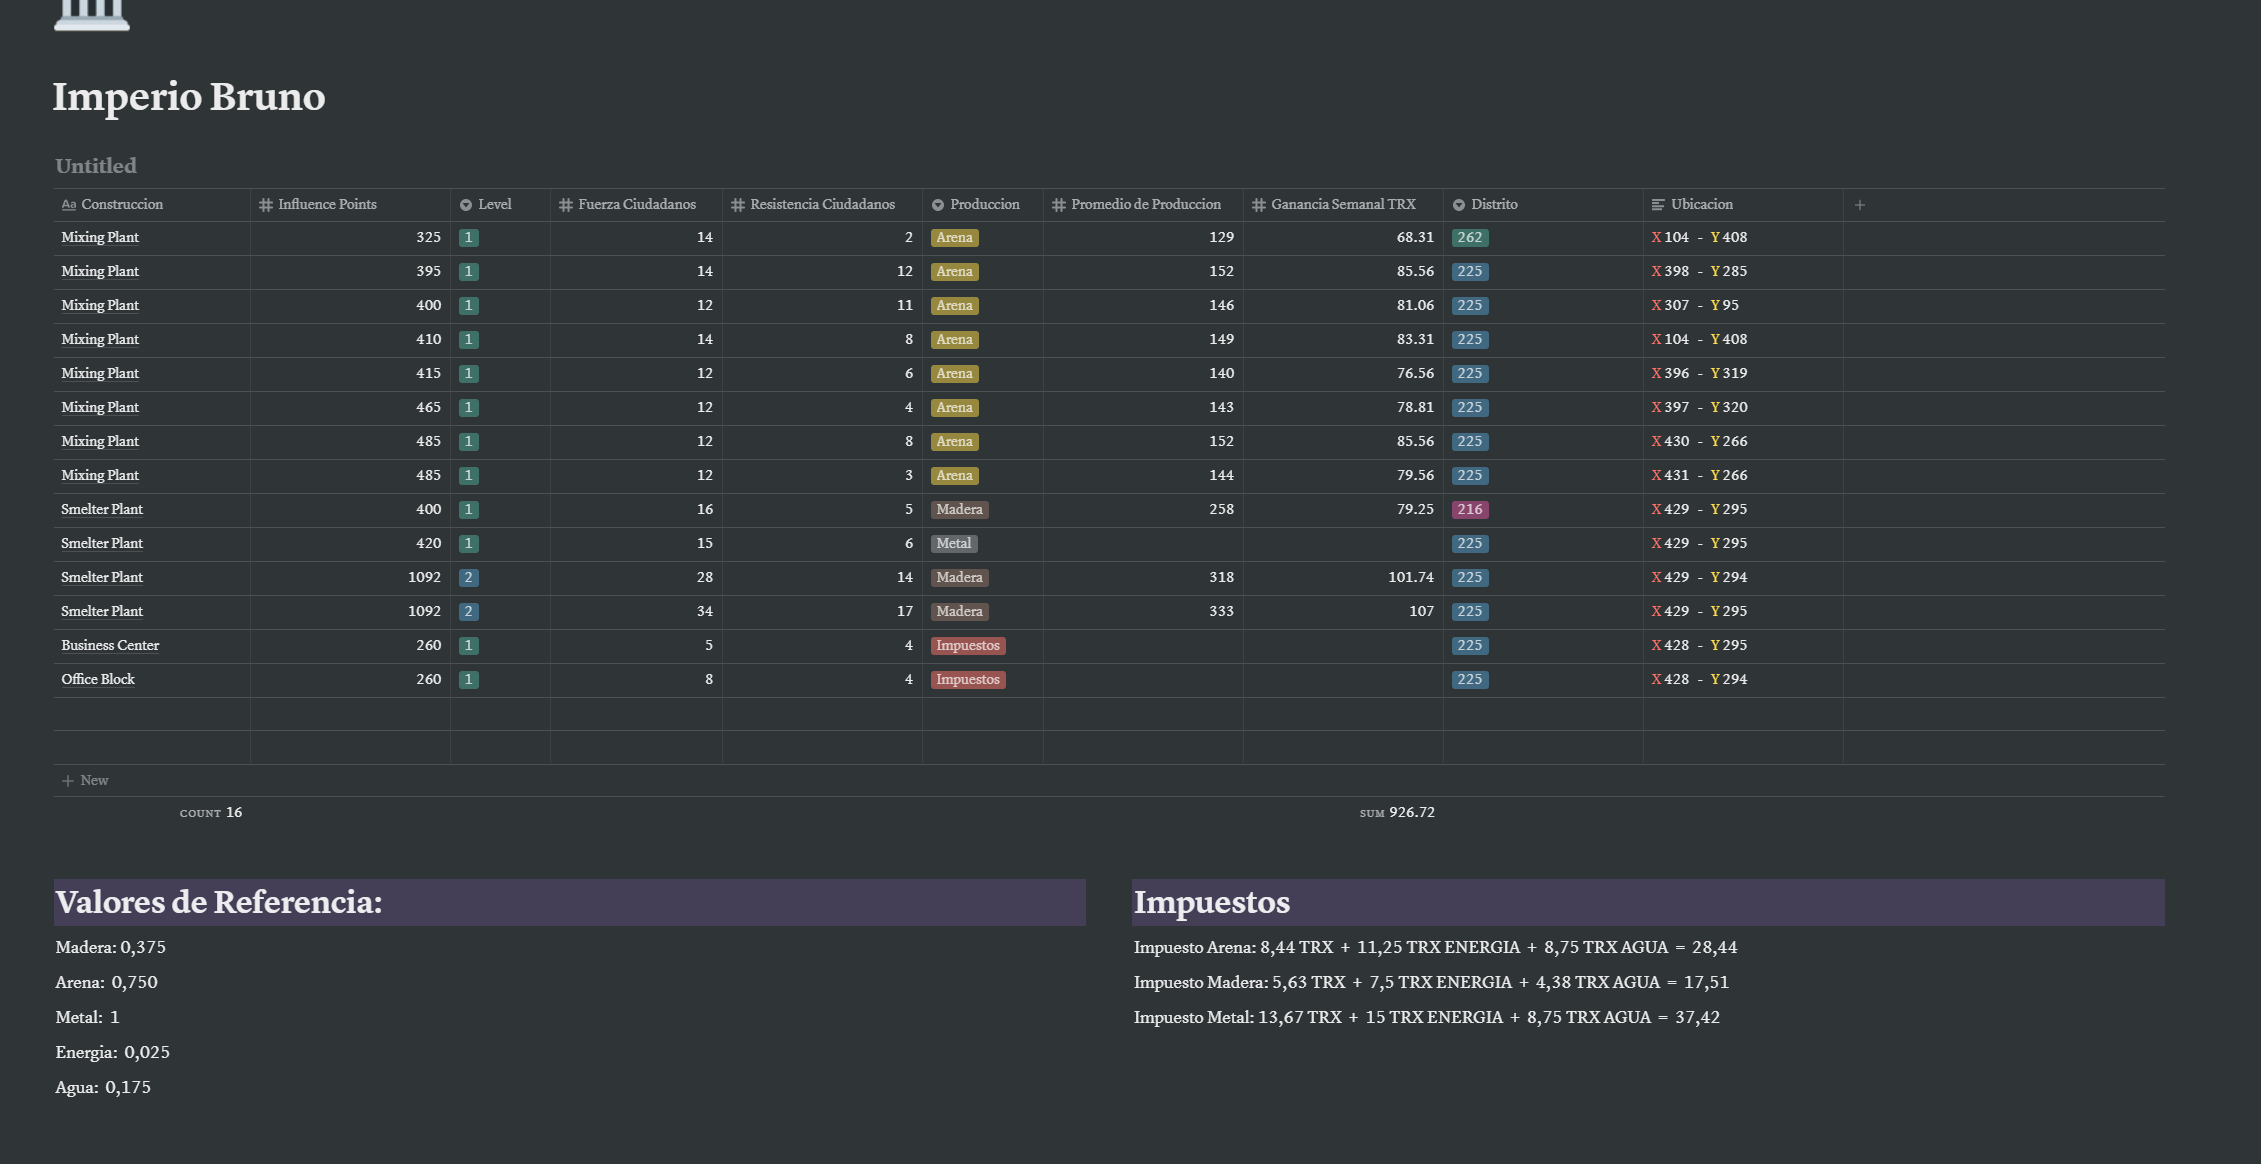 Imperio Bruno
Untitled
Aa Construccion # Influence Points Level # Fuerza Ciudadanos # Resistencia Ciudadanos Produccion # Promedio de Produccion # Ganancia Semanal TRX Distrito Ubicacion +
Mixing Plant 325 1 14 2 Arena 129 68.31 262 X 104 - Y 408
Mixing Plant 395 1 14 12 Arena 152 85.56 225 X 398 - Y 285
Mixing Plant 400 1 12 11 Arena 146 81.06 225 X 307 - Y 95
Mixing Plant 410 1 14 8 Arena 149 83.31 225 X 104 - Y 408
Mixing Plant 415 1 12 6 Arena 140 76.56 225 X 396 - Y 319
Mixing Plant 465 1 12 4 Arena 143 78.81 225 X 397 - Y 320
Mixing Plant 485 1 12 8 Arena 152 85.56 225 X 430 - Y 266
Mixing Plant 485 1 12 3 Arena 144 79.56 225 X 431 - Y 266
Smelter Plant 400 1 16 5 Madera 258 79.25 216 X 429 - Y 295
Smelter Plant 420 1 15 6 Metal 225 X 429 - Y 295
Smelter Plant 1092 2 28 14 Madera 318 101.74 225 X 429 - Y 294
Smelter Plant 1092 2 34 17 Madera 333 107 225 X 429 - Y 295
Business Center 260 1 5 4 Impuestos 225 X 428 - Y 295
Office Block 260 1 8 4 Impuestos 225 X 428 - Y 294
+ New
COUNT 16 SUM 926.72
Valores de Referencia:
Madera: 0,375
Arena: 0,750
Metal: 1
Energia: 0,025
Agua: 0,175
Impuestos
Impuesto Arena: 8,44 TRX + 11,25 TRX ENERGIA + 8,75 TRX AGUA = 28,44
Impuesto Madera: 5,63 TRX + 7,5 TRX ENERGIA + 4,38 TRX AGUA = 17,51
Impuesto Metal: 13,67 TRX + 15 TRX ENERGIA + 8,75 TRX AGUA = 37,42